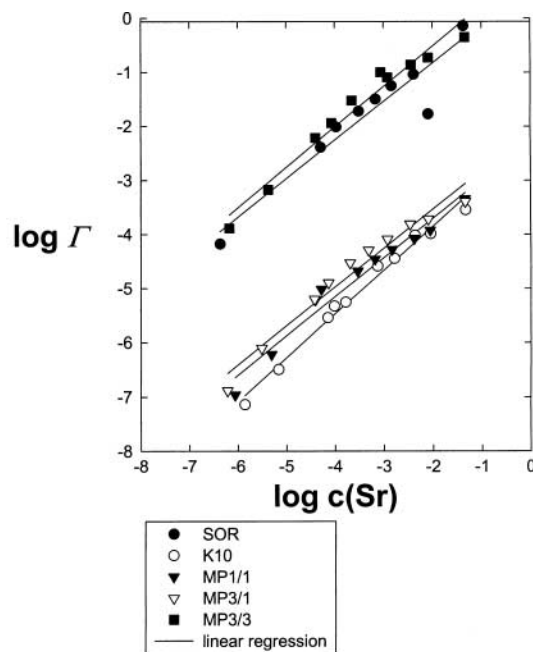 -0
-1
-2
-3
log Γ
-4
-5
-6
-7
-8
-8 -7 -6 -5 -4 -3 -2 -1 0
log c(Sr)
SOR
K10
MP1/1
MP3/1
MP3/3
linear regression